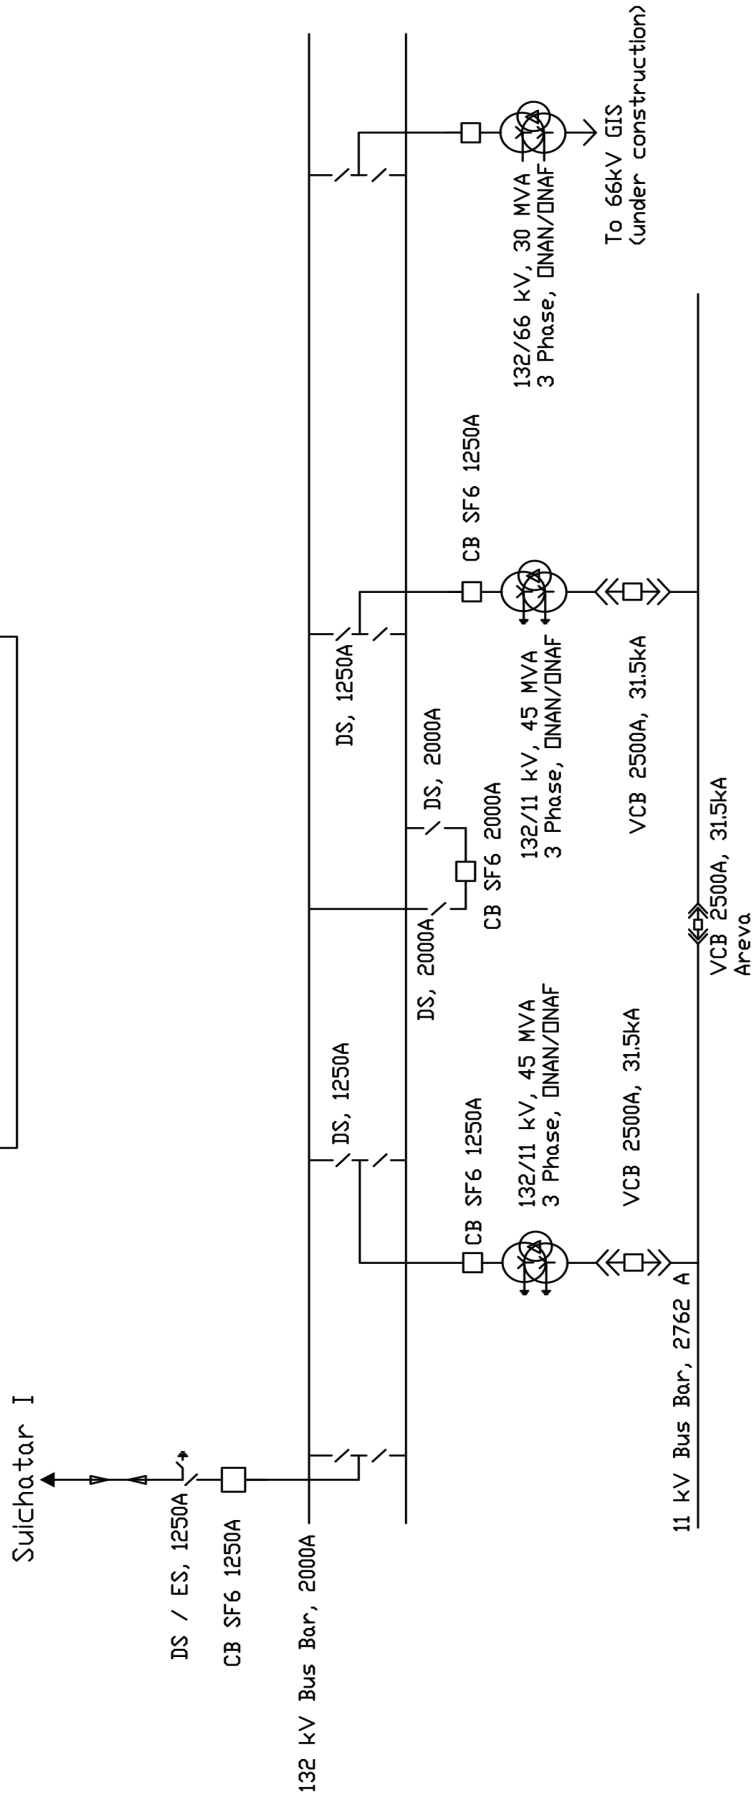 Suichatar I
DS / ES, 1250A
CB SF6 1250A
132 kV Bus Bar, 2000A
DS, 1250A
DS, 1250A
DS, 2000A
DS, 2000A
CB SF6 2000A
CB SF6 1250A
CB SF6 1250A
132/11 kV, 45 MVA
3 Phase, ONAN/ONAF
132/11 kV, 45 MVA
3 Phase, ONAN/ONAF
132/66 kV, 30 MVA
3 Phase, ONAN/ONAF
To 66kV GIS
(under construction)
VCB 2500A, 31.5kA
VCB 2500A, 31.5kA
11 kV Bus Bar, 2762 A
VCB 2500A, 31.5kA
Areva